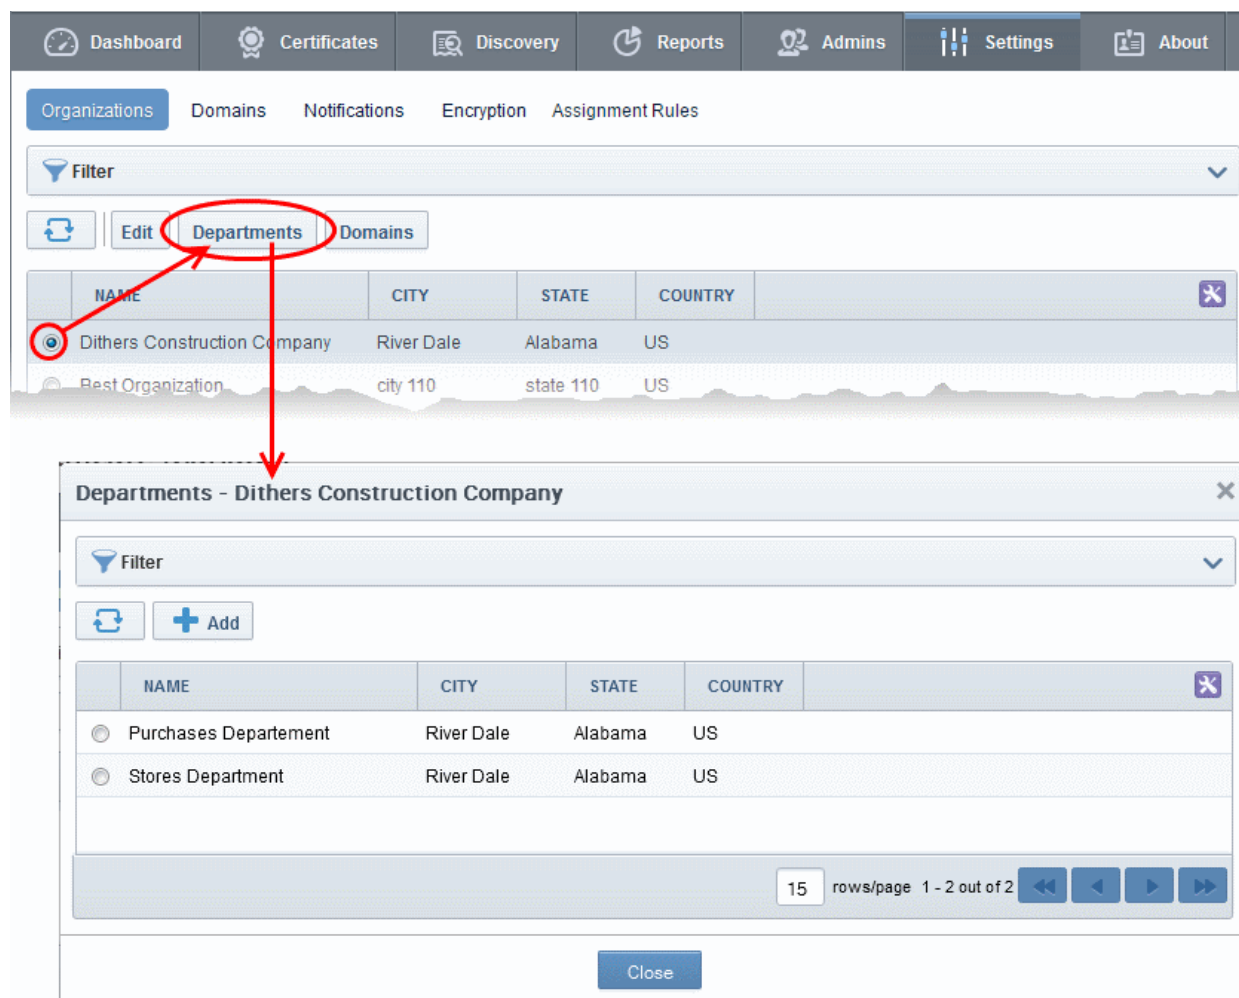 Dashboard Certificates Discovery Reports Admins Settings About
Organizations Domains Notifications Encryption Assignment Rules
Filter
Edit Departments Domains
NAME CITY STATE COUNTRY
Dithers Construction Company River Dale Alabama US
Best Organization city 110 state 110 US
Departments - Dithers Construction Company
Filter
Add
NAME CITY STATE COUNTRY
Purchases Departement River Dale Alabama US
Stores Department River Dale Alabama US
15 rows/page 1 - 2 out of 2
Close